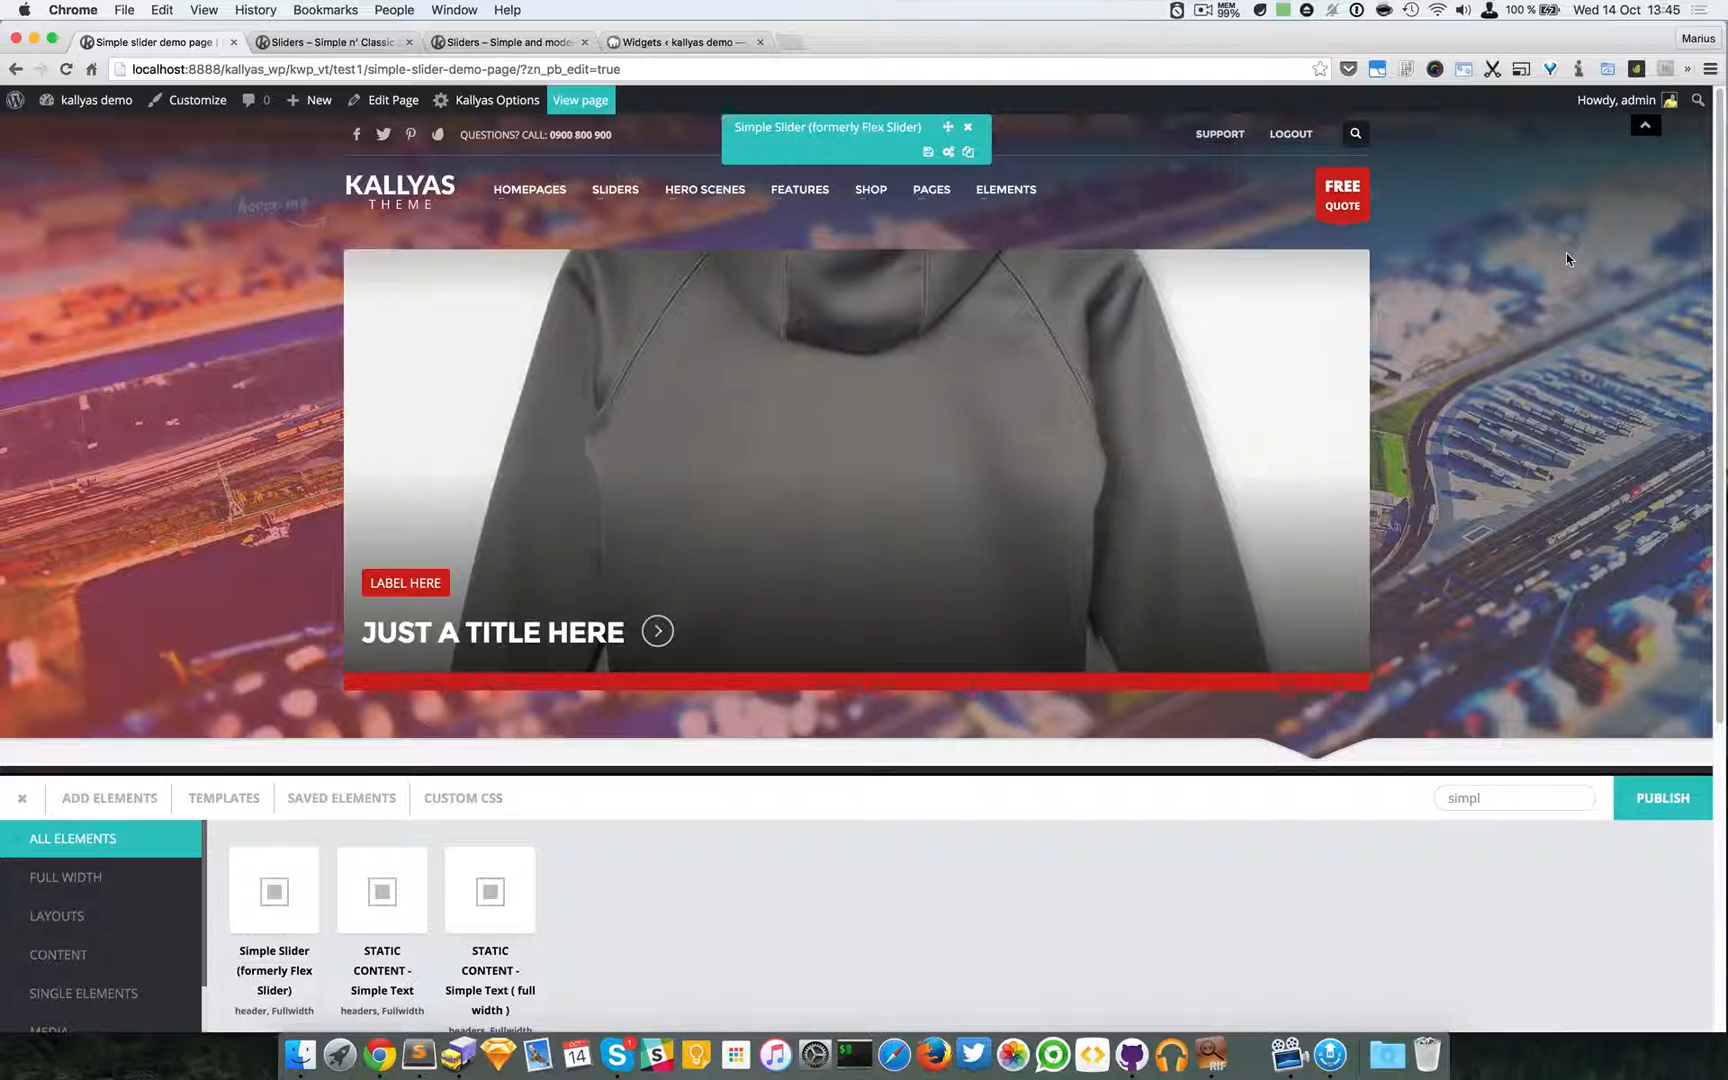 Chrome File Edit View History Bookmarks People Window Help MEM 99% 100 % Wed 14 Oct 13:45
Simple slider demo page Sliders – Simple n' Classic Sliders – Simple and mode Widgets ‹ kallyas demo — Marius
localhost:8888/kallyas_wp/kwp_vt/test1/simple-slider-demo-page/?zn_pb_edit=true
kallyas demo Customize 0 New Edit Page Kallyas Options View page Howdy, admin
QUESTIONS? CALL: 0900 800 900 Simple Slider (formerly Flex Slider) SUPPORT LOGOUT
KALLYAS
THEME
HOMEPAGES SLIDERS HERO SCENES FEATURES SHOP PAGES ELEMENTS
FREE
QUOTE
LABEL HERE
JUST A TITLE HERE
ADD ELEMENTS TEMPLATES SAVED ELEMENTS CUSTOM CSS simpl PUBLISH
ALL ELEMENTS
FULL WIDTH
LAYOUTS
CONTENT
SINGLE ELEMENTS
MEDIA
Simple Slider
(formerly Flex
Slider)
header, Fullwidth
STATIC
CONTENT -
Simple Text
headers, Fullwidth
STATIC
CONTENT -
Simple Text ( full
width )
headers, Fullwidth